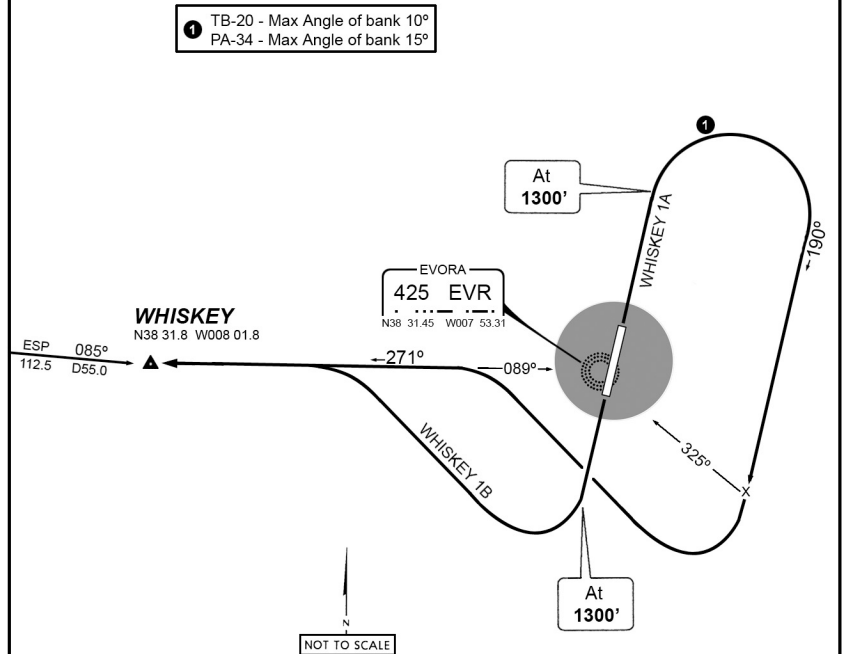 1 TB-20 - Max Angle of bank 10º
PA-34 - Max Angle of bank 15º
At
1300'
WHISKEY 1A
190º
EVORA
425 EVR
N38 31.45 W007 53.31
WHISKEY
N38 31.8 W008 01.8
ESP 085º
112.5 D55.0
271º
089º
WHISKEY 1B
325º
X
At
1300'
N
NOT TO SCALE
1